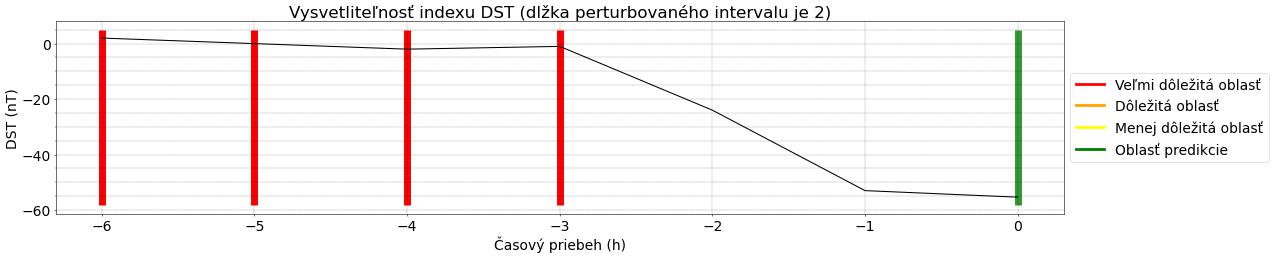 Vysvetliteľnosť indexu DST (dĺžka perturbovaného intervalu je 2)
DST (nT)
0
−20
−40
−60
−6
−5
−4
−3
−2
−1
0
Časový priebeh (h)
Veľmi dôležitá oblasť
Dôležitá oblasť
Menej dôležitá oblasť
Oblasť predikcie